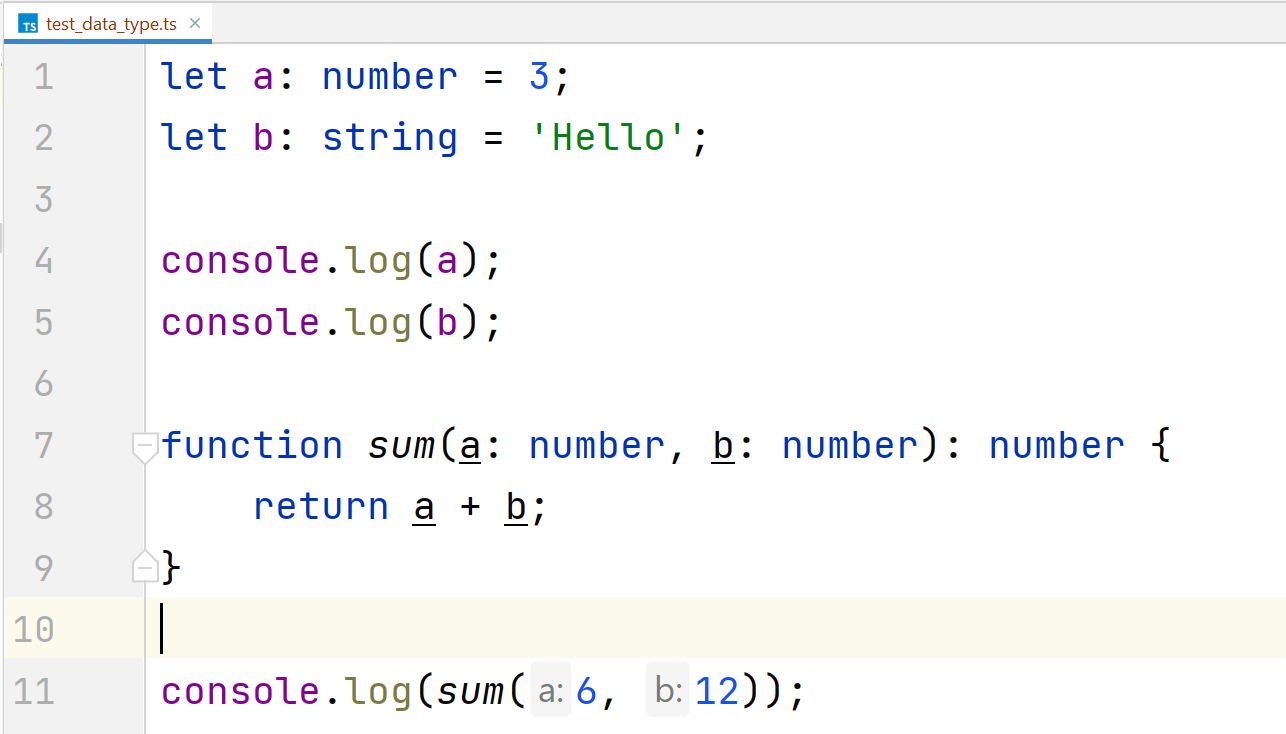 TS test_data_type.ts ×
1 let a: number = 3;
2 let b: string = 'Hello';
3
4 console.log(a);
5 console.log(b);
6
7 function sum(a: number, b: number): number {
8     return a + b;
9 }
10
11 console.log(sum(a: 6, b: 12));